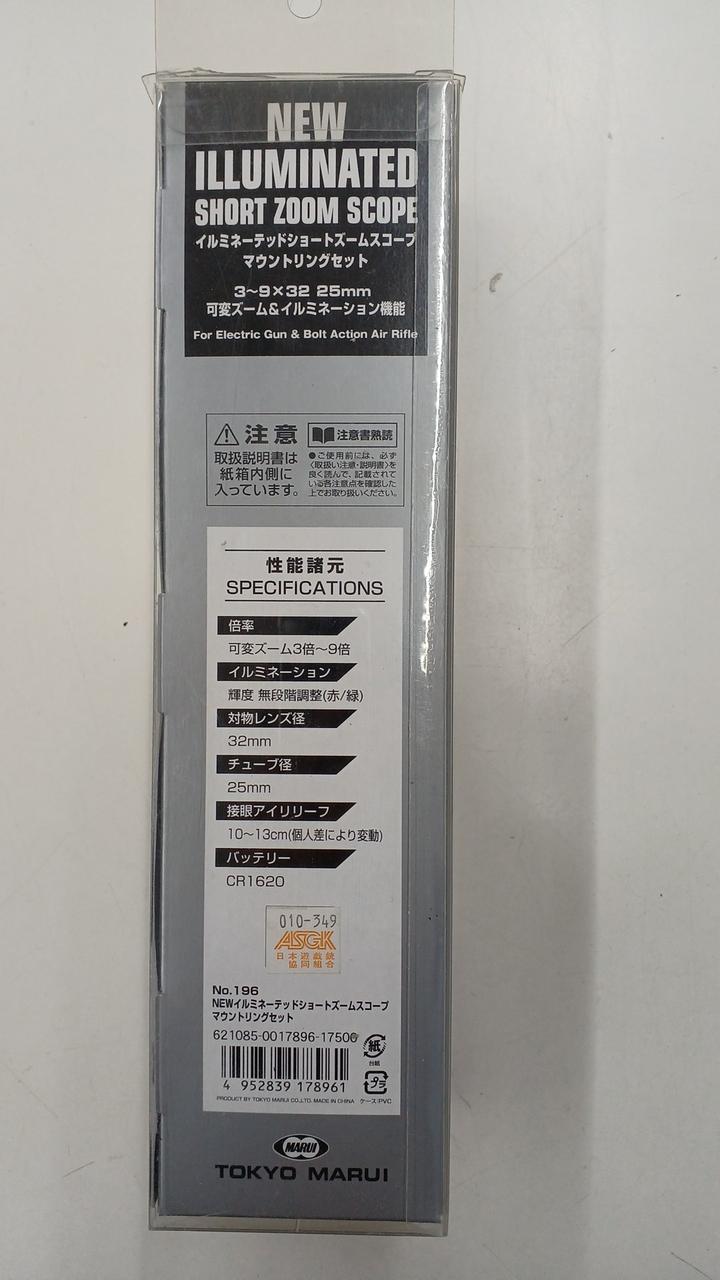 NEW
ILLUMINATED
SHORT ZOOM SCOPE
イルミネーテッドショートズームスコープ
マウントリングセット
3〜9×32 25mm
可変ズーム&イルミネーション機能
For Electric Gun & Bolt Action Air Rifle
注意
取扱説明書は
紙箱内側に
入っています。
注意書熟読
●ご使用前には、必ず
〈取扱い注意・説明書〉を
良く読んで、記載されて
いる各注意点を確認した
上でお取り扱いください。
性能諸元
SPECIFICATIONS
倍率
可変ズーム3倍〜9倍
イルミネーション
輝度 無段階調整(赤/緑)
対物レンズ径
32mm
チューブ径
25mm
接眼アイリリーフ
10〜13cm(個人差により変動)
バッテリー
CR1620
010-349
ASGK
日本遊戯銃
協同組合
No.196
NEWイルミネーテッドショートズームスコープ
マウントリングセット
621085-0017896-17500
紙
台紙
4 952839 178961
プラ
ケース:PVC
PRODUCT BY TOKYO MARUI CO.,LTD. MADE IN CHINA
MARUI
TOKYO MARUI